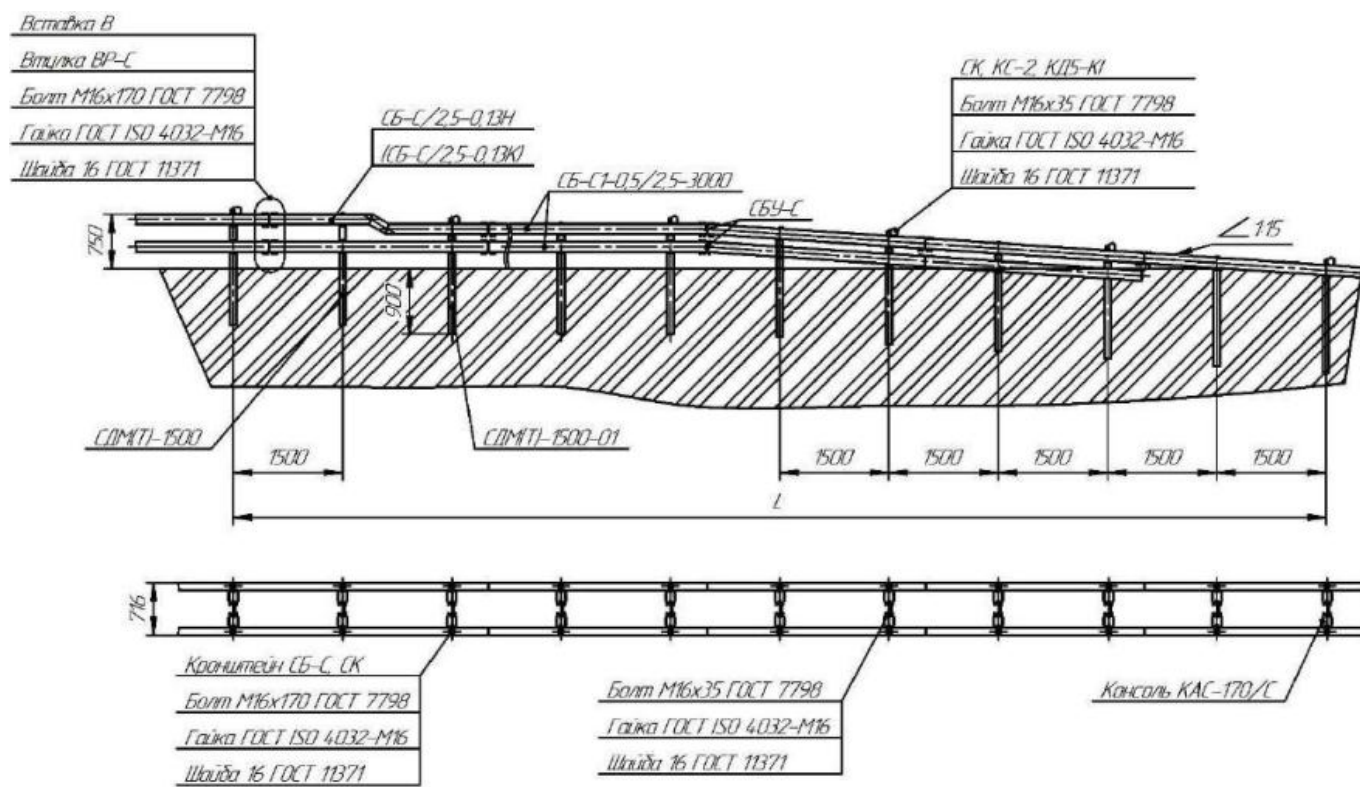 Вставка В
Втулка ВР-С
Болт М16х170 ГОСТ 7798
Гайка ГОСТ ISO 4032-М16
Шайба 16 ГОСТ 11371
СБ-С/2,5-0,13Н
(СБ-С/2,5-0,13К)
СБ-С1-0,5/2,5-3000
СБУ-С
СК, КС-2, КД5-К1
Болт М16х35 ГОСТ 7798
Гайка ГОСТ ISO 4032-М16
Шайба 16 ГОСТ 11371
1:15
750
900
СДМ(Т)-1500
СДМ(Т)-1500-01
1500
1500
1500
1500
1500
1500
L
716
Кронштейн СБ-С, СК
Болт М16х170 ГОСТ 7798
Гайка ГОСТ ISO 4032-М16
Шайба 16 ГОСТ 11371
Болт М16х35 ГОСТ 7798
Гайка ГОСТ ISO 4032-М16
Шайба 16 ГОСТ 11371
Консоль КАС-170/С